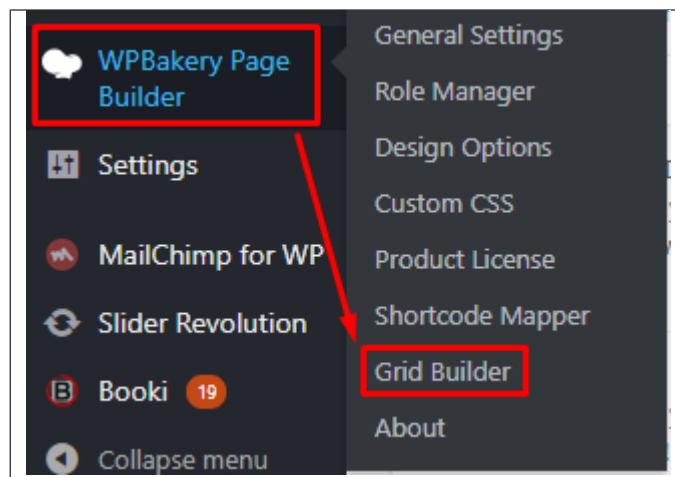 WPBakery Page
Builder
Settings
MailChimp for WP
Slider Revolution
Booki 19
Collapse menu
General Settings
Role Manager
Design Options
Custom CSS
Product License
Shortcode Mapper
Grid Builder
About